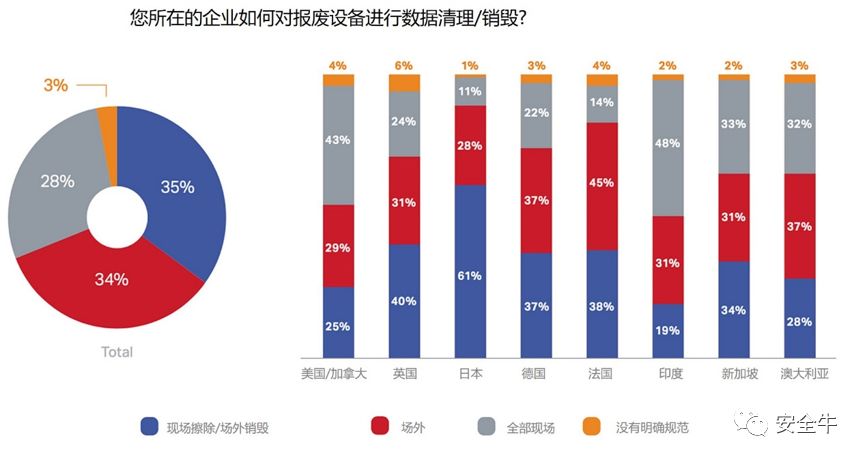 您所在的企业如何对报废设备进行数据清理/销毁?
3%
28%
35%
34%
Total
4% 6% 1% 3% 4% 2% 2% 3%
43% 24% 11% 22% 14% 48% 33% 32%
29% 31% 28% 37% 45% 31% 31% 37%
25% 40% 61% 37% 38% 19% 34% 28%
美国/加拿大 英国 日本 德国 法国 印度 新加坡 澳大利亚
现场擦除/场外销毁 场外 全部现场 没有明确规范
安全牛